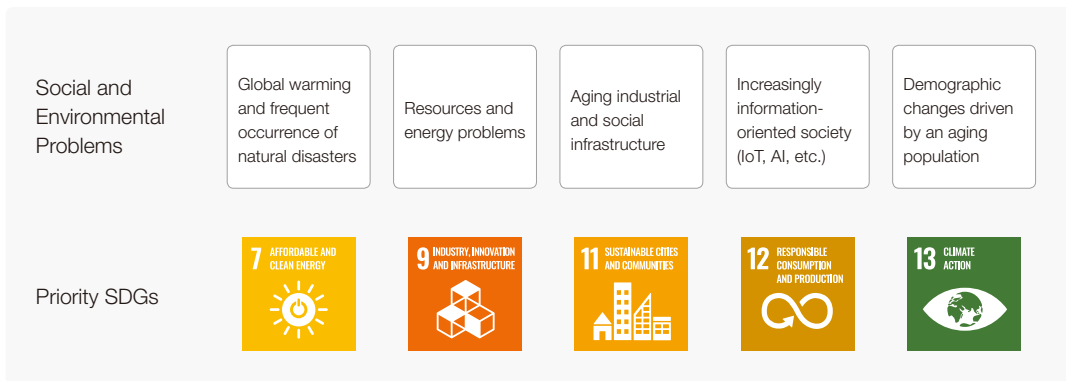 Social and
Environmental
Problems
Global warming
and frequent
occurrence of
natural disasters
Resources and
energy problems
Aging industrial
and social
infrastructure
Increasingly
information-
oriented society
(IoT, AI, etc.)
Demographic
changes driven
by an aging
population
Priority SDGs
7 AFFORDABLE AND
CLEAN ENERGY
9 INDUSTRY, INNOVATION
AND INFRASTRUCTURE
11 SUSTAINABLE CITIES
AND COMMUNITIES
12 RESPONSIBLE
CONSUMPTION
AND PRODUCTION
13 CLIMATE
ACTION